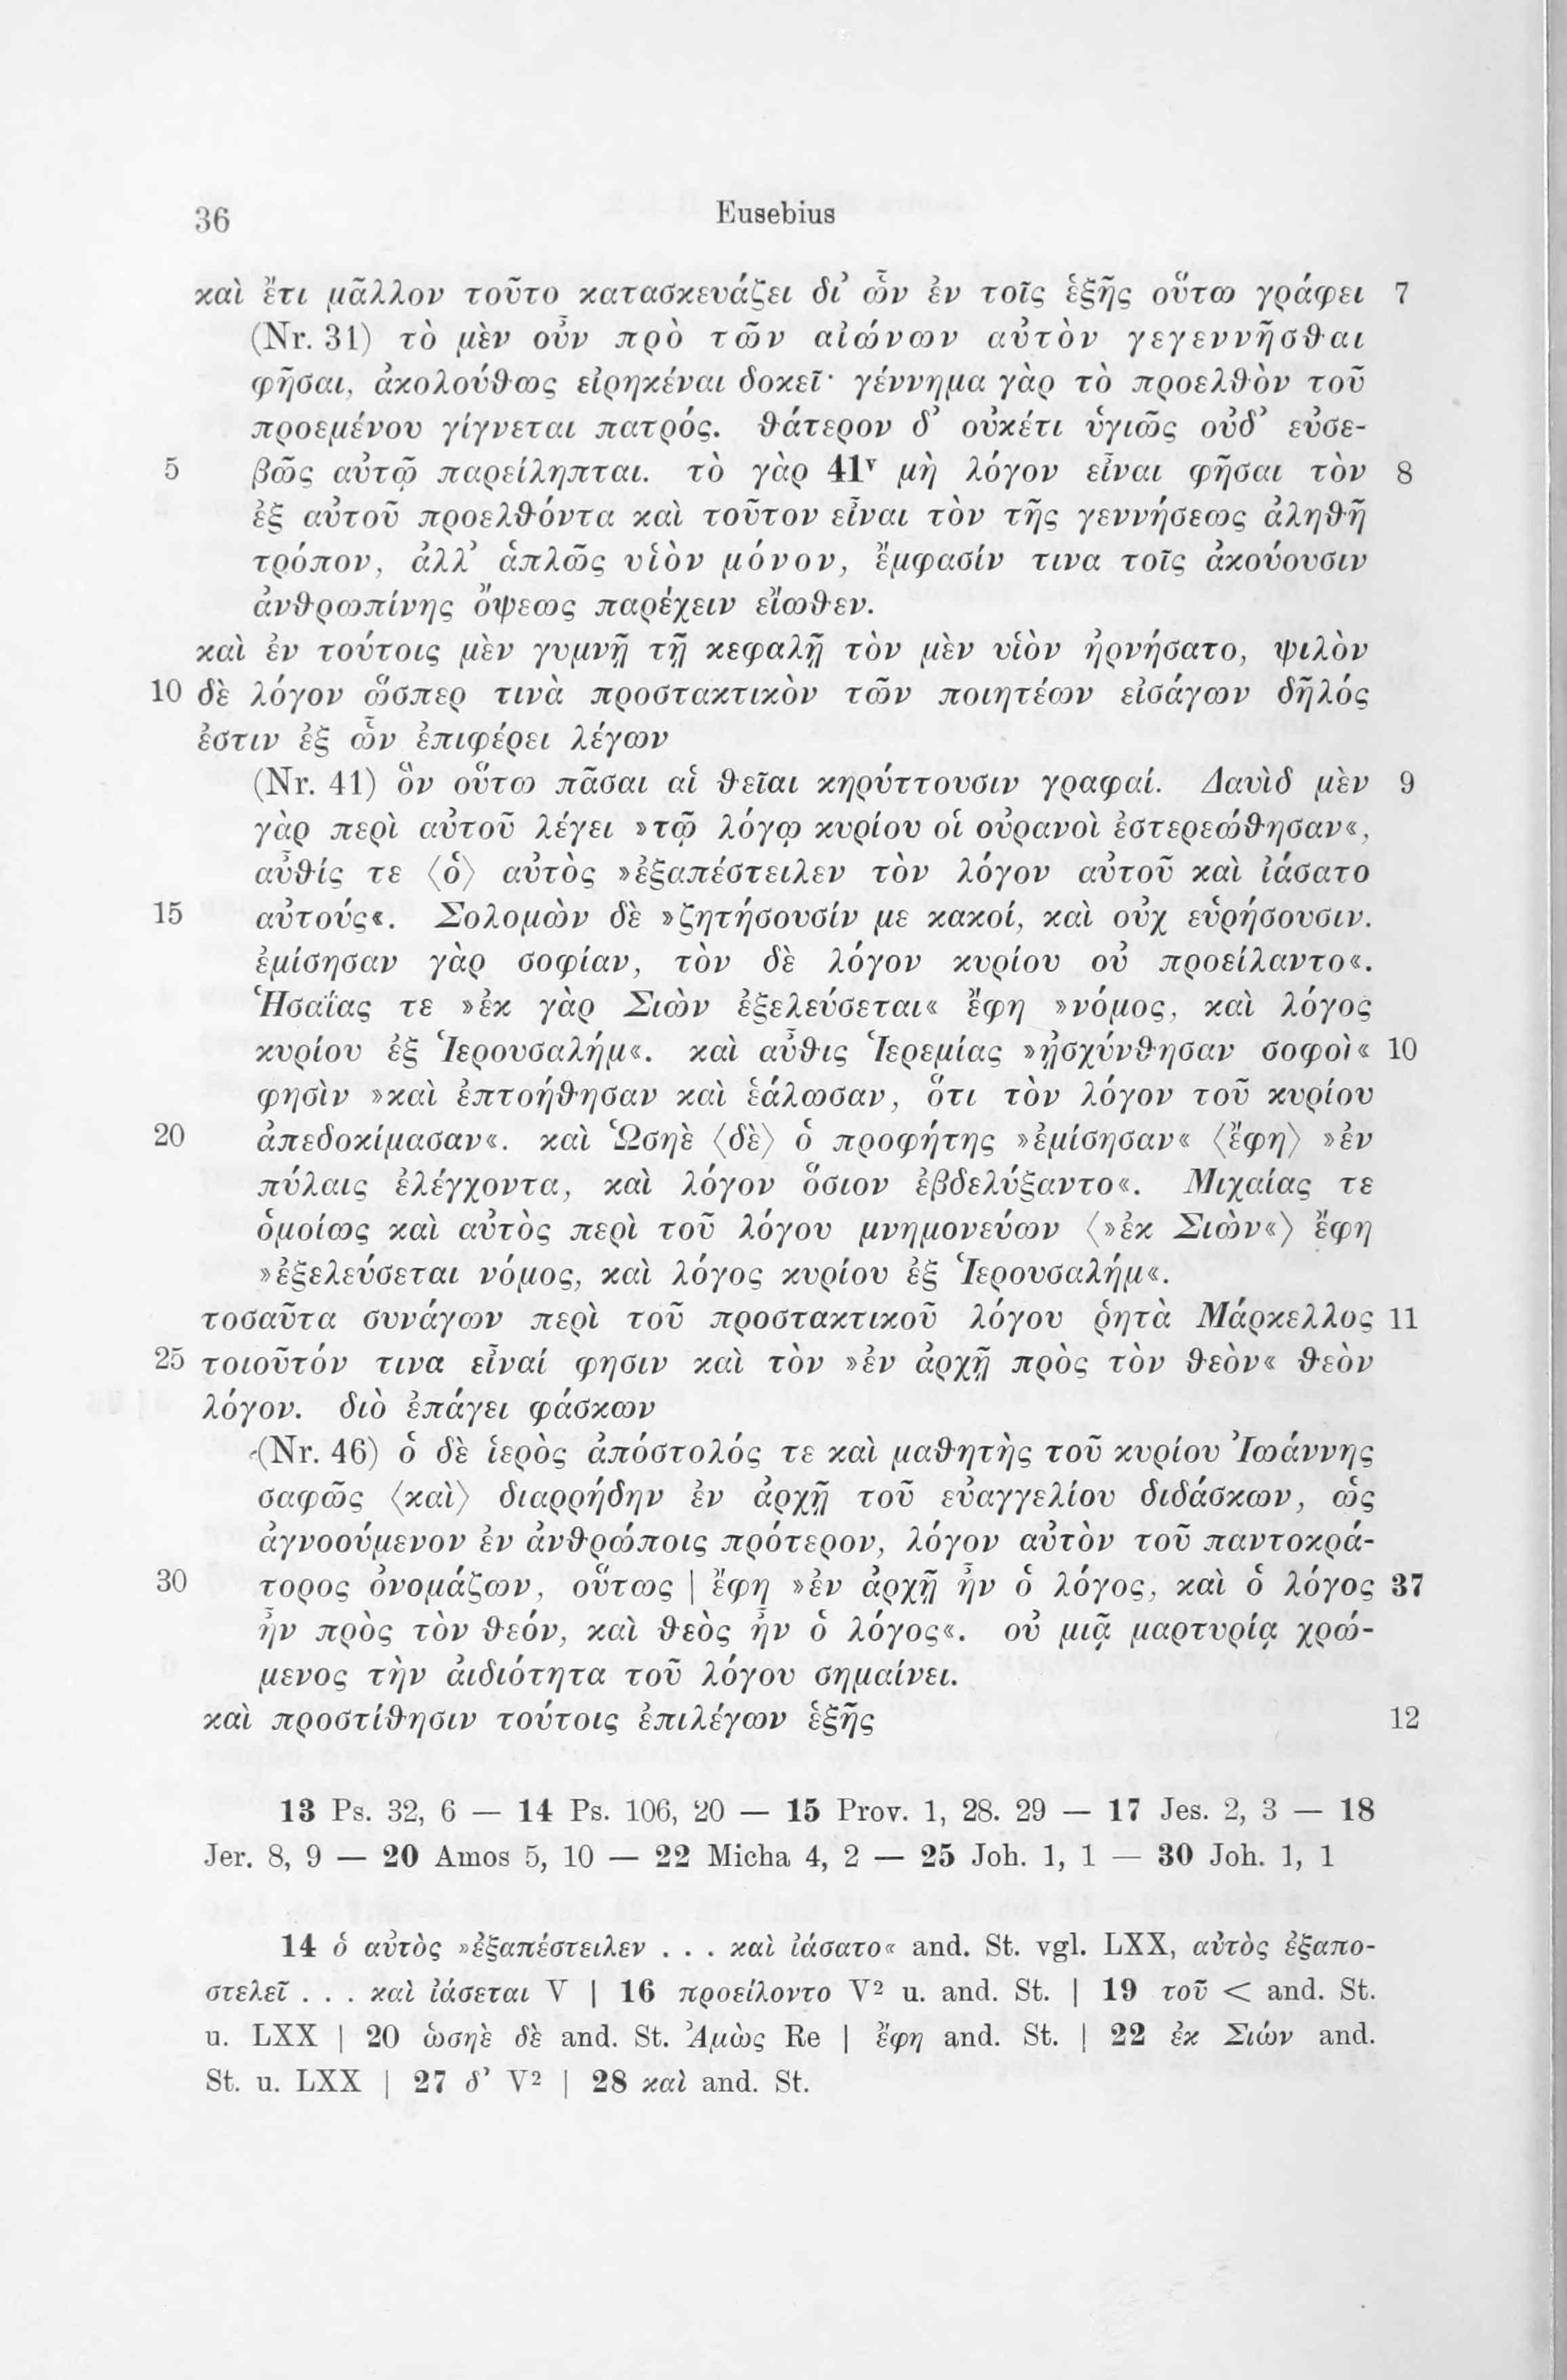 36 Eusebius
καὶ ἔτι μᾶλλον τοῦτο κατασκευάζει δι’ ὧν ἐν τοῖς ἑξῆς οὕτω γράφει 7
(Nr. 31) τὸ μὲν οὖν πρὸ τῶν αἰώνων αὐτὸν γεγεννῆσθαι
φῆσαι, ἀκολούθως εἰρηκέναι δοκεῖ· γέννημα γὰρ τὸ προελθὸν τοῦ
προεμένου γίγνεται πατρός. θάτερον δ’ οὐκέτι ὑγιῶς οὐδ’ εὐσε-
5 βῶς αὐτῷ παρείληπται. τὸ γὰρ 41ᵛ μὴ λόγον εἶναι φῆσαι τὸν 8
ἐξ αὐτοῦ προελθόντα καὶ τοῦτον εἶναι τὸν τῆς γεννήσεως ἀληθῆ
τρόπον, ἀλλ’ ἁπλῶς υἱὸν μόνον, ἔμφασίν τινα τοῖς ἀκούουσιν
ἀνθρωπίνης ὄψεως παρέχειν εἴωθεν.
καὶ ἐν τούτοις μὲν γυμνῇ τῇ κεφαλῇ τὸν μὲν υἱὸν ἠρνήσατο, ψιλὸν
10 δὲ λόγον ὥσπερ τινὰ προστακτικὸν τῶν ποιητέων εἰσάγων δῆλός
ἐστιν ἐξ ὧν ἐπιφέρει λέγων
(Nr. 41) ὃν οὕτω πᾶσαι αἱ θεῖαι κηρύττουσιν γραφαί. Δαυὶδ μὲν 9
γὰρ περὶ αὐτοῦ λέγει »τῷ λόγῳ κυρίου οἱ οὐρανοὶ ἐστερεώθησαν«,
αὖθίς τε ⟨ὁ⟩ αὐτὸς »ἐξαπέστειλεν τὸν λόγον αὐτοῦ καὶ ἰάσατο
15 αὐτούς«. Σολομὼν δὲ »ζητήσουσίν με κακοί, καὶ οὐχ εὑρήσουσιν.
ἐμίσησαν γὰρ σοφίαν, τὸν δὲ λόγον κυρίου οὐ προείλαντο«.
Ἡσαΐας τε »ἐκ γὰρ Σιὼν ἐξελεύσεται« ἔφη »νόμος, καὶ λόγος
κυρίου ἐξ Ἱερουσαλήμ«. καὶ αὖθις Ἱερεμίας »ᾐσχύνθησαν σοφοὶ« 10
φησὶν »καὶ ἐπτοήθησαν καὶ ἑάλωσαν, ὅτι τὸν λόγον τοῦ κυρίου
20 ἀπεδοκίμασαν«. καὶ Ὡσηὲ ⟨δὲ⟩ ὁ προφήτης »ἐμίσησαν« ⟨ἔφη⟩ »ἐν
πύλαις ἐλέγχοντα, καὶ λόγον ὅσιον ἐβδελύξαντο«. Μιχαίας τε
ὁμοίως καὶ αὐτὸς περὶ τοῦ λόγου μνημονεύων ⟨»ἐκ Σιὼν«⟩ ἔφη
»ἐξελεύσεται νόμος, καὶ λόγος κυρίου ἐξ Ἱερουσαλήμ«.
τοσαῦτα συνάγων περὶ τοῦ προστακτικοῦ λόγου ῥητὰ Μάρκελλος 11
25 τοιοῦτόν τινα εἶναί φησιν καὶ τὸν »ἐν ἀρχῇ πρὸς τὸν θεὸν« θεὸν
λόγον. διὸ ἐπάγει φάσκων
(Nr. 46) ὁ δὲ ἱερὸς ἀπόστολός τε καὶ μαθητὴς τοῦ κυρίου Ἰωάννης
σαφῶς ⟨καὶ⟩ διαρρήδην ἐν ἀρχῇ τοῦ εὐαγγελίου διδάσκων, ὡς
ἀγνοούμενον ἐν ἀνθρώποις πρότερον, λόγον αὐτὸν τοῦ παντοκρά-
30 τορος ὀνομάζων, οὕτως | ἔφη »ἐν ἀρχῇ ἦν ὁ λόγος, καὶ ὁ λόγος 37
ἦν πρὸς τὸν θεόν, καὶ θεὸς ἦν ὁ λόγος«. οὐ μιᾷ μαρτυρίᾳ χρώ-
μενος τὴν ἀιδιότητα τοῦ λόγου σημαίνει.
καὶ προστίθησιν τούτοις ἐπιλέγων ἑξῆς 12
13 Ps. 32, 6 — 14 Ps. 106, 20 — 15 Prov. 1, 28. 29 — 17 Jes. 2, 3 — 18
Jer. 8, 9 — 20 Amos 5, 10 — 22 Micha 4, 2 — 25 Joh. 1, 1 — 30 Joh. 1, 1
14 ὁ αὐτὸς »ἐξαπέστειλεν . . . καὶ ἰάσατο« and. St. vgl. LXX, αὐτὸς ἐξαπο-
στελεῖ . . . καὶ ἰάσεται V | 16 προείλοντο V² u. and. St. | 19 τοῦ < and. St.
u. LXX | 20 ὡσηὲ δὲ and. St. Ἀμὼς Re | ἔφη and. St. | 22 ἐκ Σιών and.
St. u. LXX | 27 δ’ V² | 28 καὶ and. St.